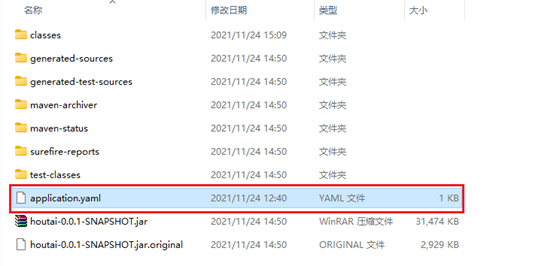 名称 修改日期 类型 大小
classes 2021/11/24 15:09 文件夹
generated-sources 2021/11/24 14:50 文件夹
generated-test-sources 2021/11/24 14:50 文件夹
maven-archiver 2021/11/24 14:50 文件夹
maven-status 2021/11/24 14:50 文件夹
surefire-reports 2021/11/24 14:50 文件夹
test-classes 2021/11/24 14:50 文件夹
application.yaml 2021/11/24 12:40 YAML 文件 1 KB
houtai-0.0.1-SNAPSHOT.jar 2021/11/24 14:50 WinRAR 压缩文件 31,474 KB
houtai-0.0.1-SNAPSHOT.jar.original 2021/11/24 14:50 ORIGINAL 文件 2,929 KB